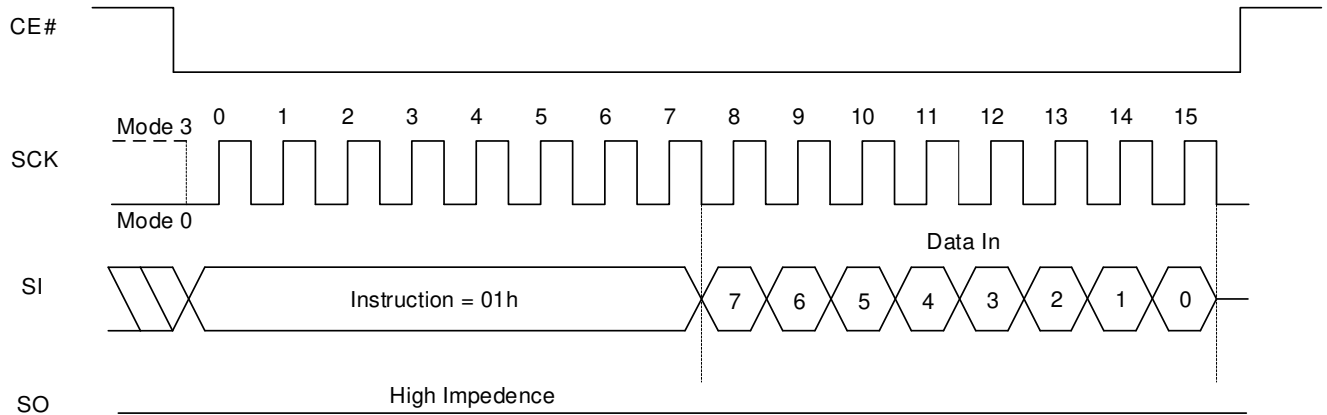 CE#
0 1 2 3 4 5 6 7 8 9 10 11 12 13 14 15
Mode 3
SCK
Mode 0
Data In
SI
Instruction = 01h 7 6 5 4 3 2 1 0
High Impedence
SO